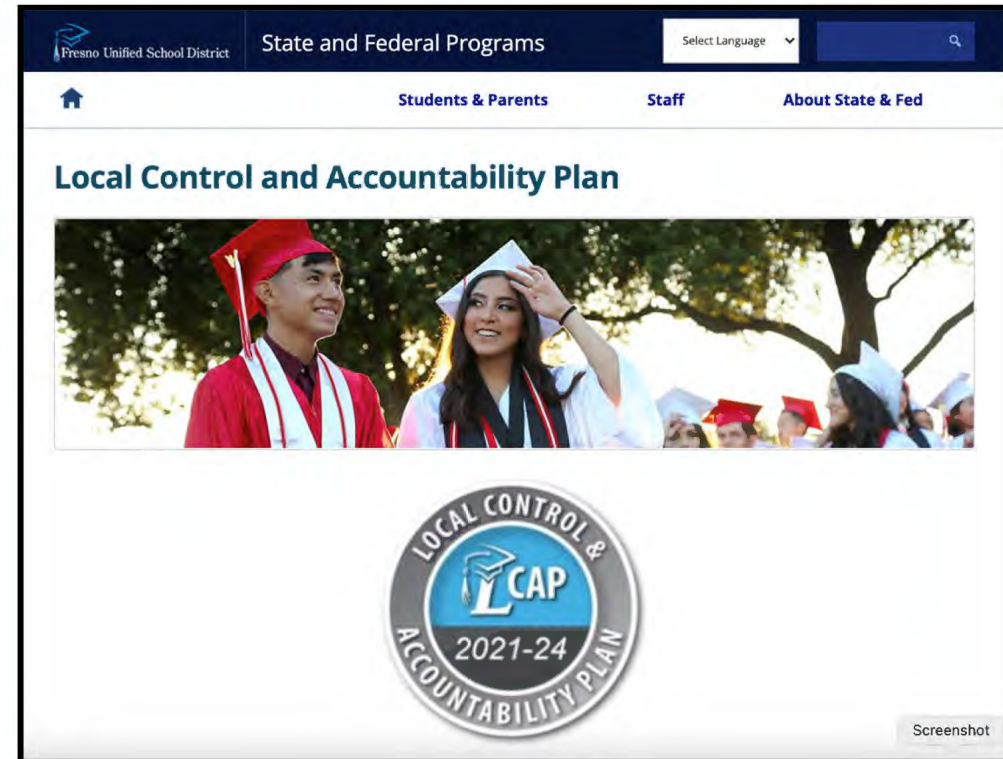 Fresno Unified School District
State and Federal Programs
Select Language
Students & Parents
Staff
About State & Fed
Local Control and Accountability Plan
LOCAL CONTROL &
LCAP
2021-24
ACCOUNTABILITY PLAN
Screenshot